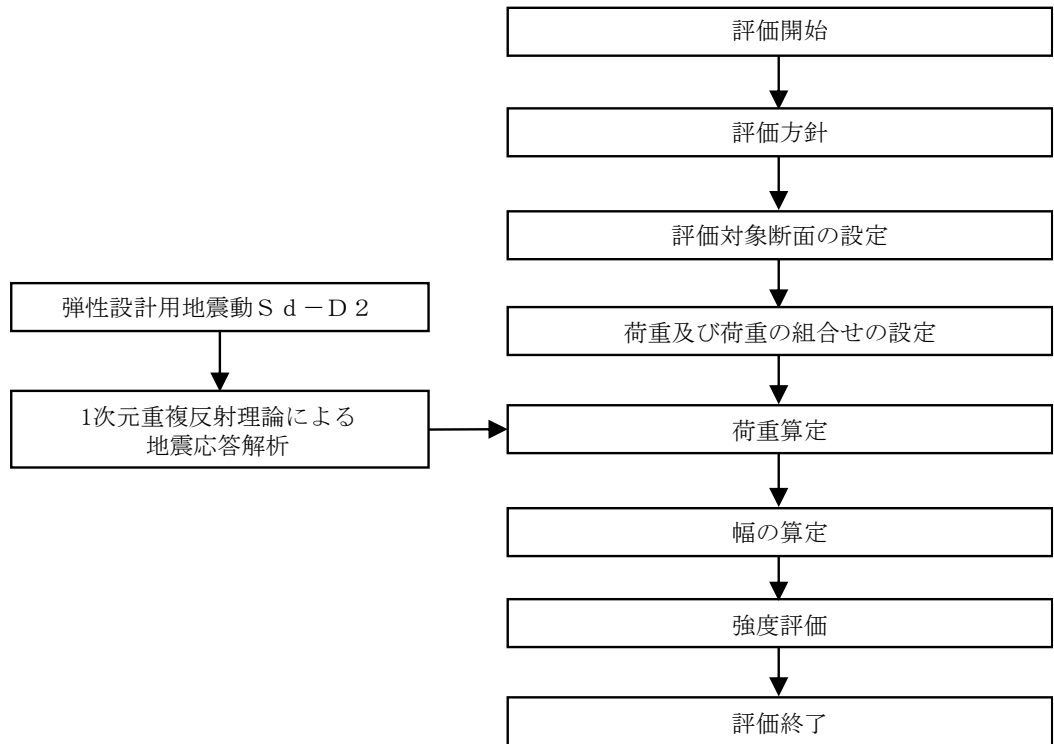 評価開始
評価方針
評価対象断面の設定
弾性設計用地震動Ｓｄ－Ｄ２
荷重及び荷重の組合せの設定
1次元重複反射理論による
地震応答解析
荷重算定
幅の算定
強度評価
評価終了